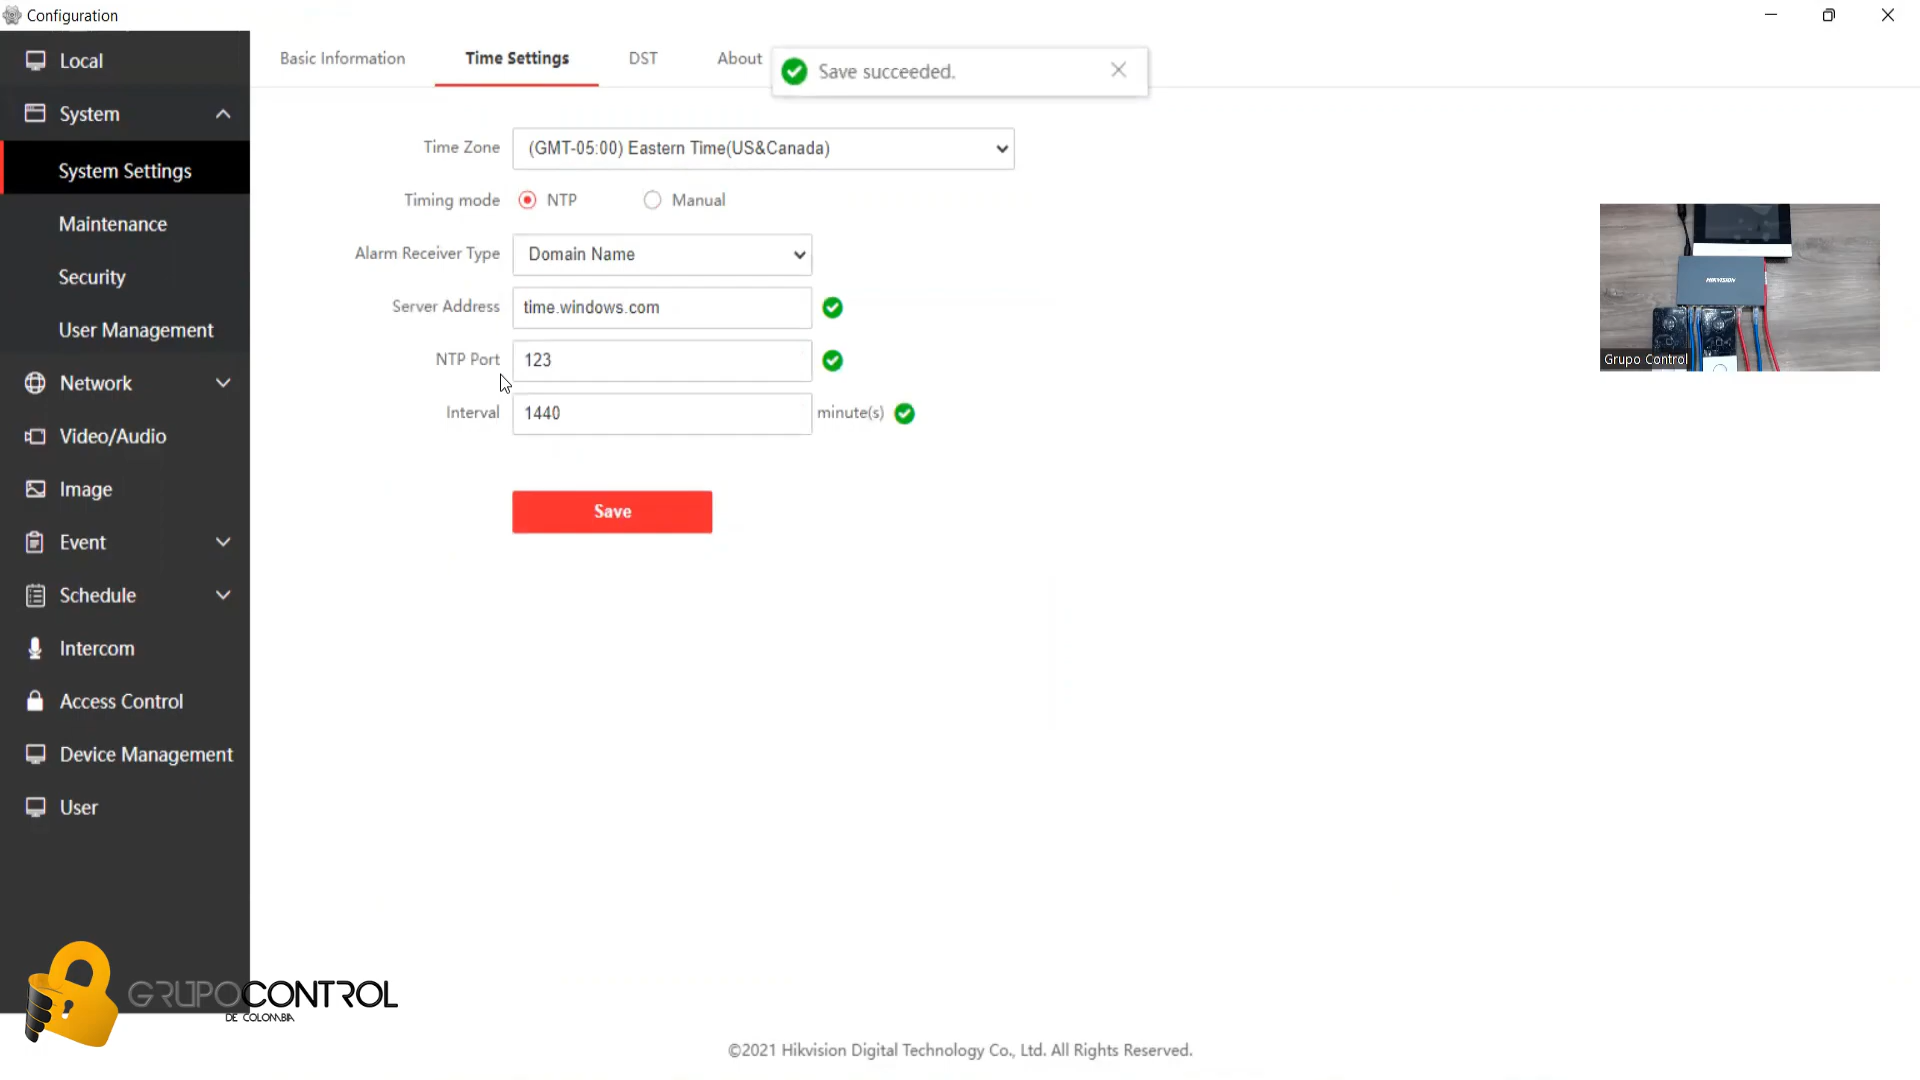 Configuration
Local
System
System Settings
Maintenance
Security
User Management
Network
Video/Audio
Image
Event
Schedule
Intercom
Access Control
Device Management
User
Basic Information
Time Settings
DST
About
Save succeeded.
Time Zone
(GMT-05:00) Eastern Time(US&Canada)
Timing mode
NTP
Manual
Alarm Receiver Type
Domain Name
Server Address
time.windows.com
NTP Port
123
Interval
1440
minute(s)
Save
HIKVISION
Grupo Control
GRUPOCONTROL
DE COLOMBIA
©2021 Hikvision Digital Technology Co., Ltd. All Rights Reserved.